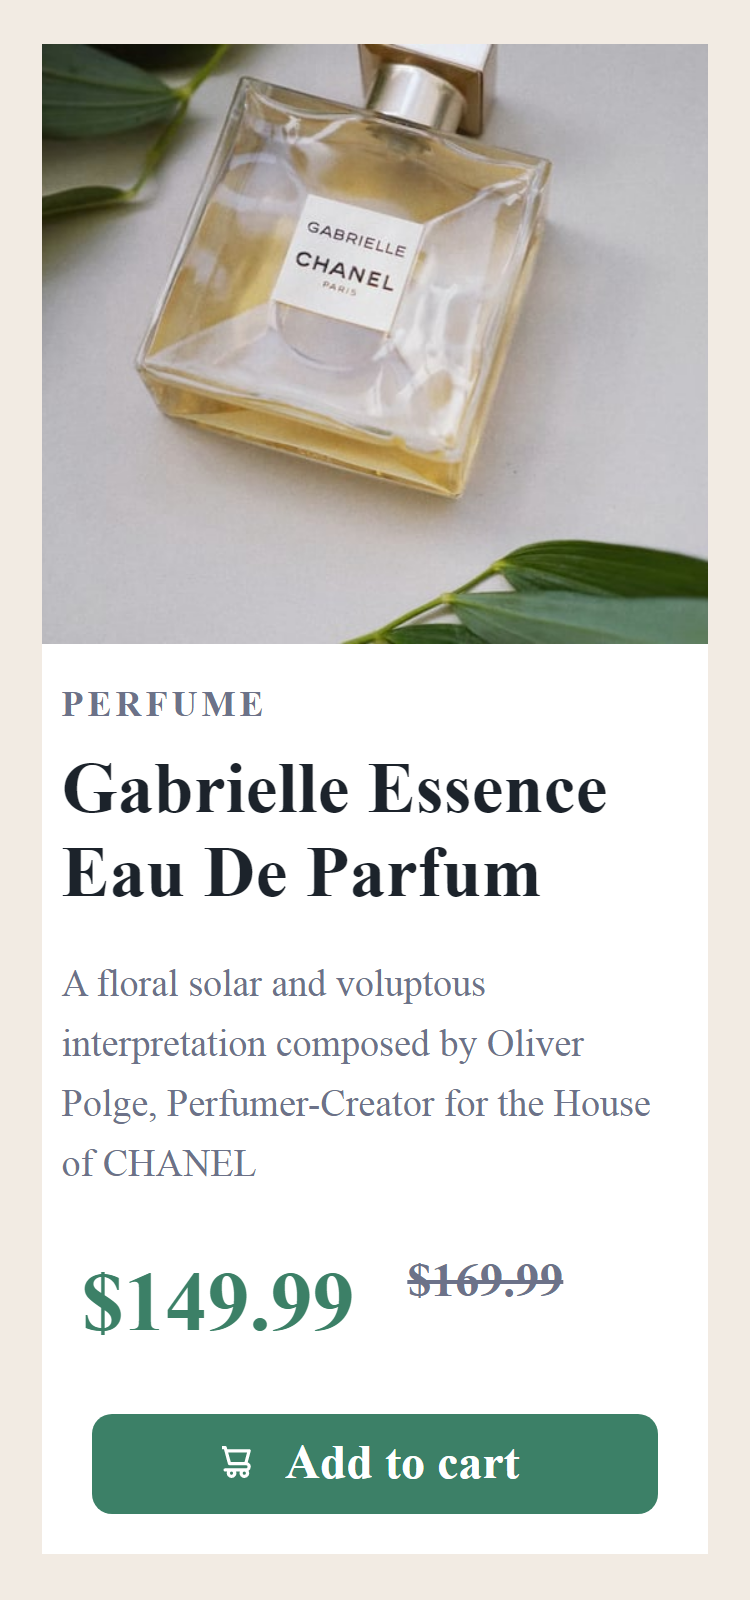 GABRIELLE
CHANEL
PARIS
PERFUME
Gabrielle Essence
Eau De Parfum
A floral solar and voluptous
interpretation composed by Oliver
Polge, Perfumer-Creator for the House
of CHANEL
$149.99 $169.99
Add to cart